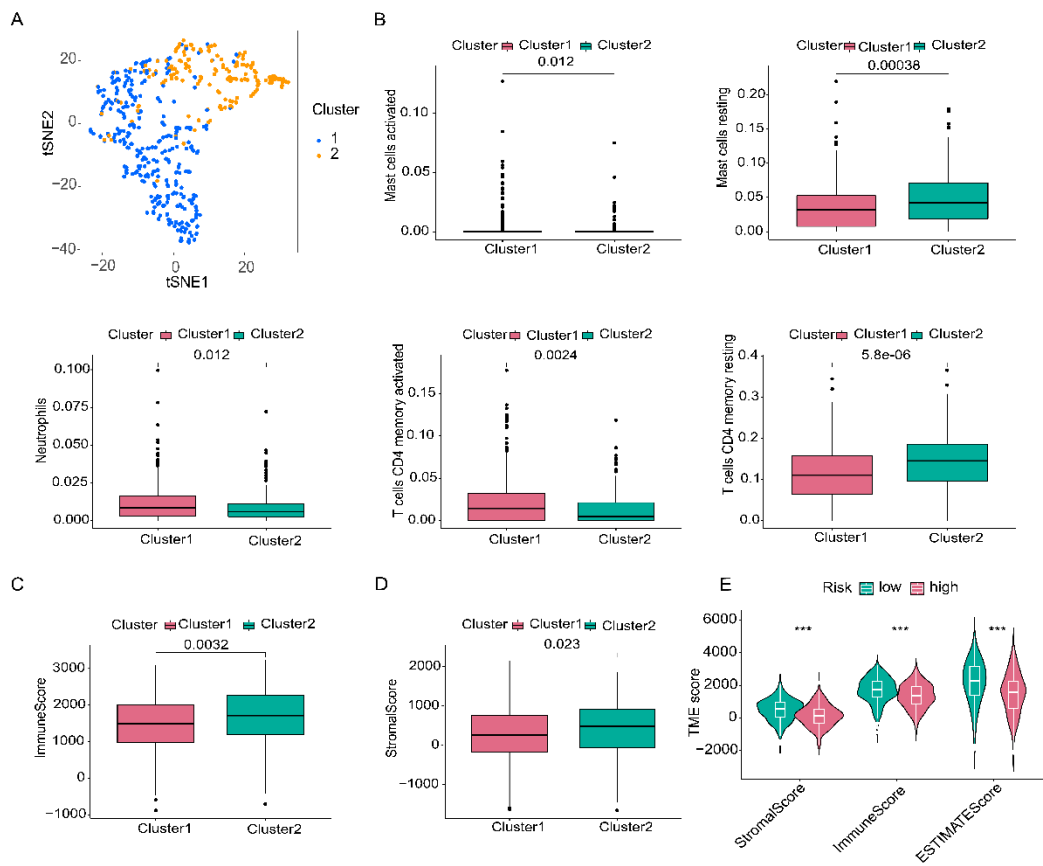 A
20
0
−20
−40
tSNE2
−20
0
20
tSNE1
Cluster
1
2
B
Cluster Cluster1 Cluster2
0.012
0.10
0.05
0.00
Mast cells activated
Cluster1 Cluster2
Cluster Cluster1 Cluster2
0.00038
0.20
0.15
0.10
0.05
0.00
Mast cells resting
Cluster1 Cluster2
Cluster Cluster1 Cluster2
0.012
0.100
0.075
0.050
0.025
0.000
Neutrophils
Cluster1 Cluster2
Cluster Cluster1 Cluster2
0.0024
0.15
0.10
0.05
0.00
T cells CD4 memory activated
Cluster1 Cluster2
Cluster Cluster1 Cluster2
5.8e-06
0.4
0.3
0.2
0.1
0.0
T cells CD4 memory resting
Cluster1 Cluster2
C
Cluster Cluster1 Cluster2
0.0032
3000
2000
1000
0
−1000
ImmuneScore
Cluster1 Cluster2
D
Cluster Cluster1 Cluster2
0.023
2000
1000
0
−1000
StromalScore
Cluster1 Cluster2
E
Risk low high
*** *** ***
6000
4000
2000
0
−2000
TME score
StromalScore
ImmuneScore
ESTIMATEScore